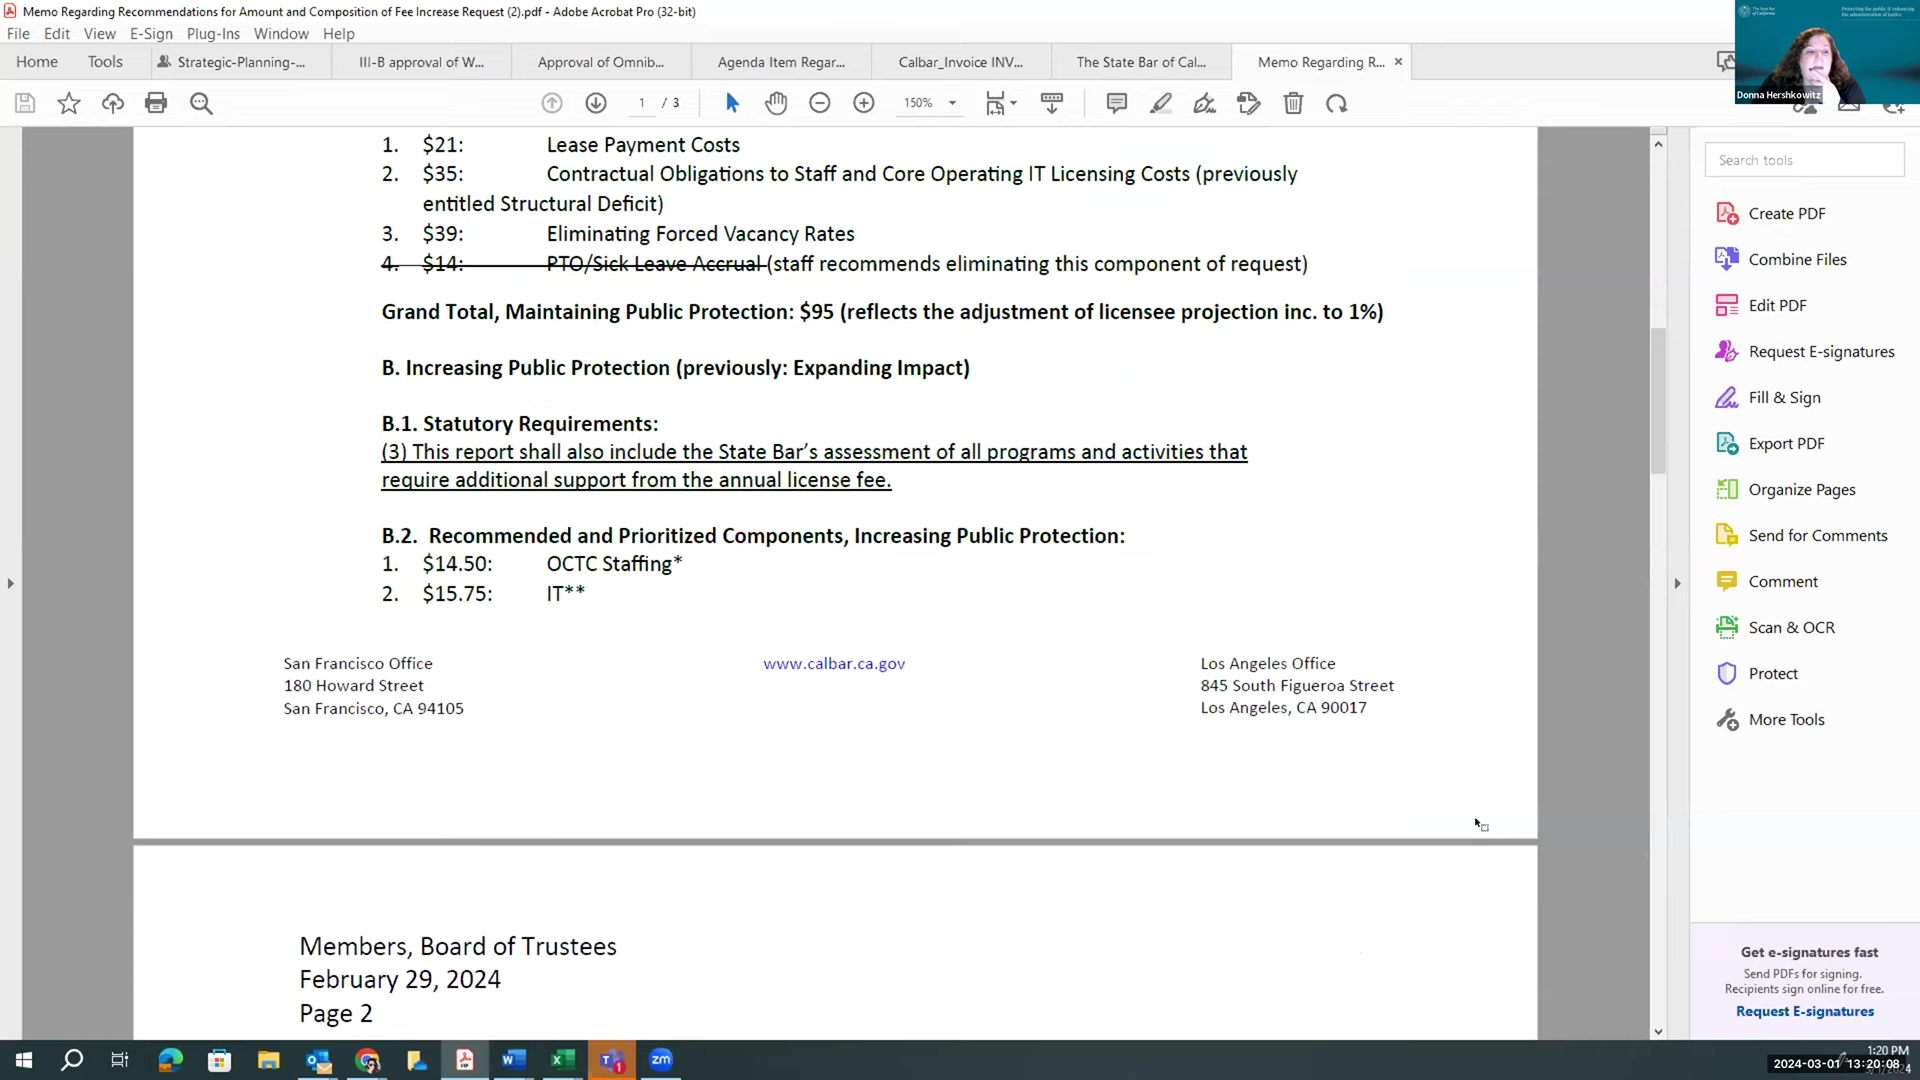 Memo Regarding Recommendations for Amount and Composition of Fee Increase Request (2).pdf - Adobe Acrobat Pro (32-bit)
File Edit View E-Sign Plug-Ins Window Help
Home Tools Strategic-Planning-... III-B approval of W... Approval of Omnib... Agenda Item Regar... Calbar_Invoice INV... The State Bar of Cal... Memo Regarding R... ×
1 / 3 150%
Donna Hershkowitz
1. $21: Lease Payment Costs
2. $35: Contractual Obligations to Staff and Core Operating IT Licensing Costs (previously
entitled Structural Deficit)
3. $39: Eliminating Forced Vacancy Rates
4. $14: PTO/Sick Leave Accrual (staff recommends eliminating this component of request)
Grand Total, Maintaining Public Protection: $95 (reflects the adjustment of licensee projection inc. to 1%)
B. Increasing Public Protection (previously: Expanding Impact)
B.1. Statutory Requirements:
(3) This report shall also include the State Bar’s assessment of all programs and activities that
require additional support from the annual license fee.
B.2. Recommended and Prioritized Components, Increasing Public Protection:
1. $14.50: OCTC Staffing*
2. $15.75: IT**
San Francisco Office
180 Howard Street
San Francisco, CA 94105
www.calbar.ca.gov
Los Angeles Office
845 South Figueroa Street
Los Angeles, CA 90017
Members, Board of Trustees
February 29, 2024
Page 2
Search tools
Create PDF
Combine Files
Edit PDF
Request E-signatures
Fill & Sign
Export PDF
Organize Pages
Send for Comments
Comment
Scan & OCR
Protect
More Tools
Get e-signatures fast
Send PDFs for signing.
Recipients sign online for free.
Request E-signatures
1:20 PM
2024-03-01 13:20:08